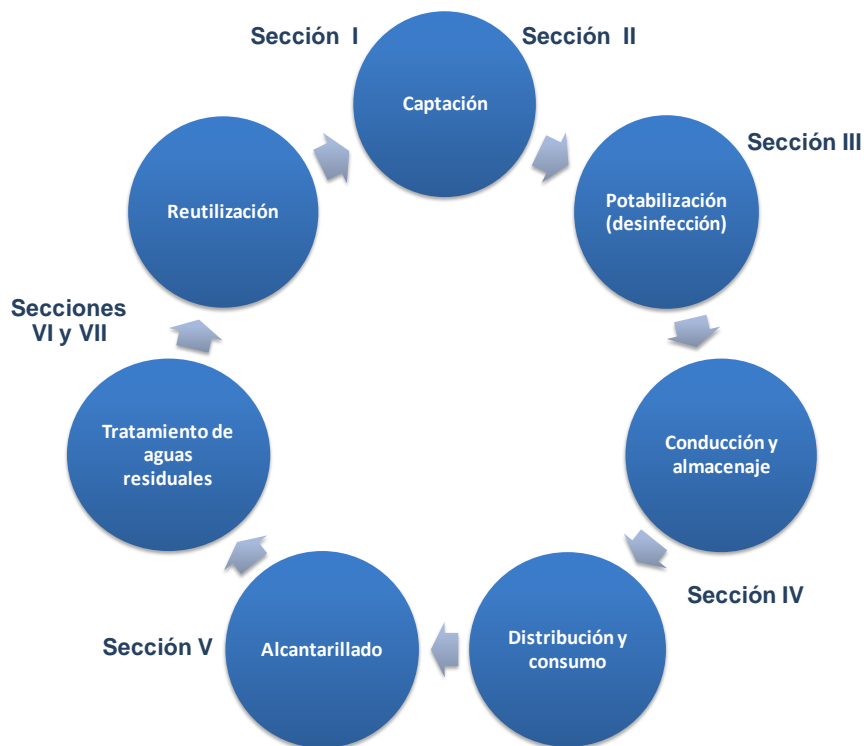 Sección I
Sección II
Captación
Sección III
Potabilización
(desinfección)
Reutilización
Secciones
VI y VII
Conducción y
almacenaje
Tratamiento de
aguas
residuales
Sección IV
Distribución y
consumo
Sección V
Alcantarillado